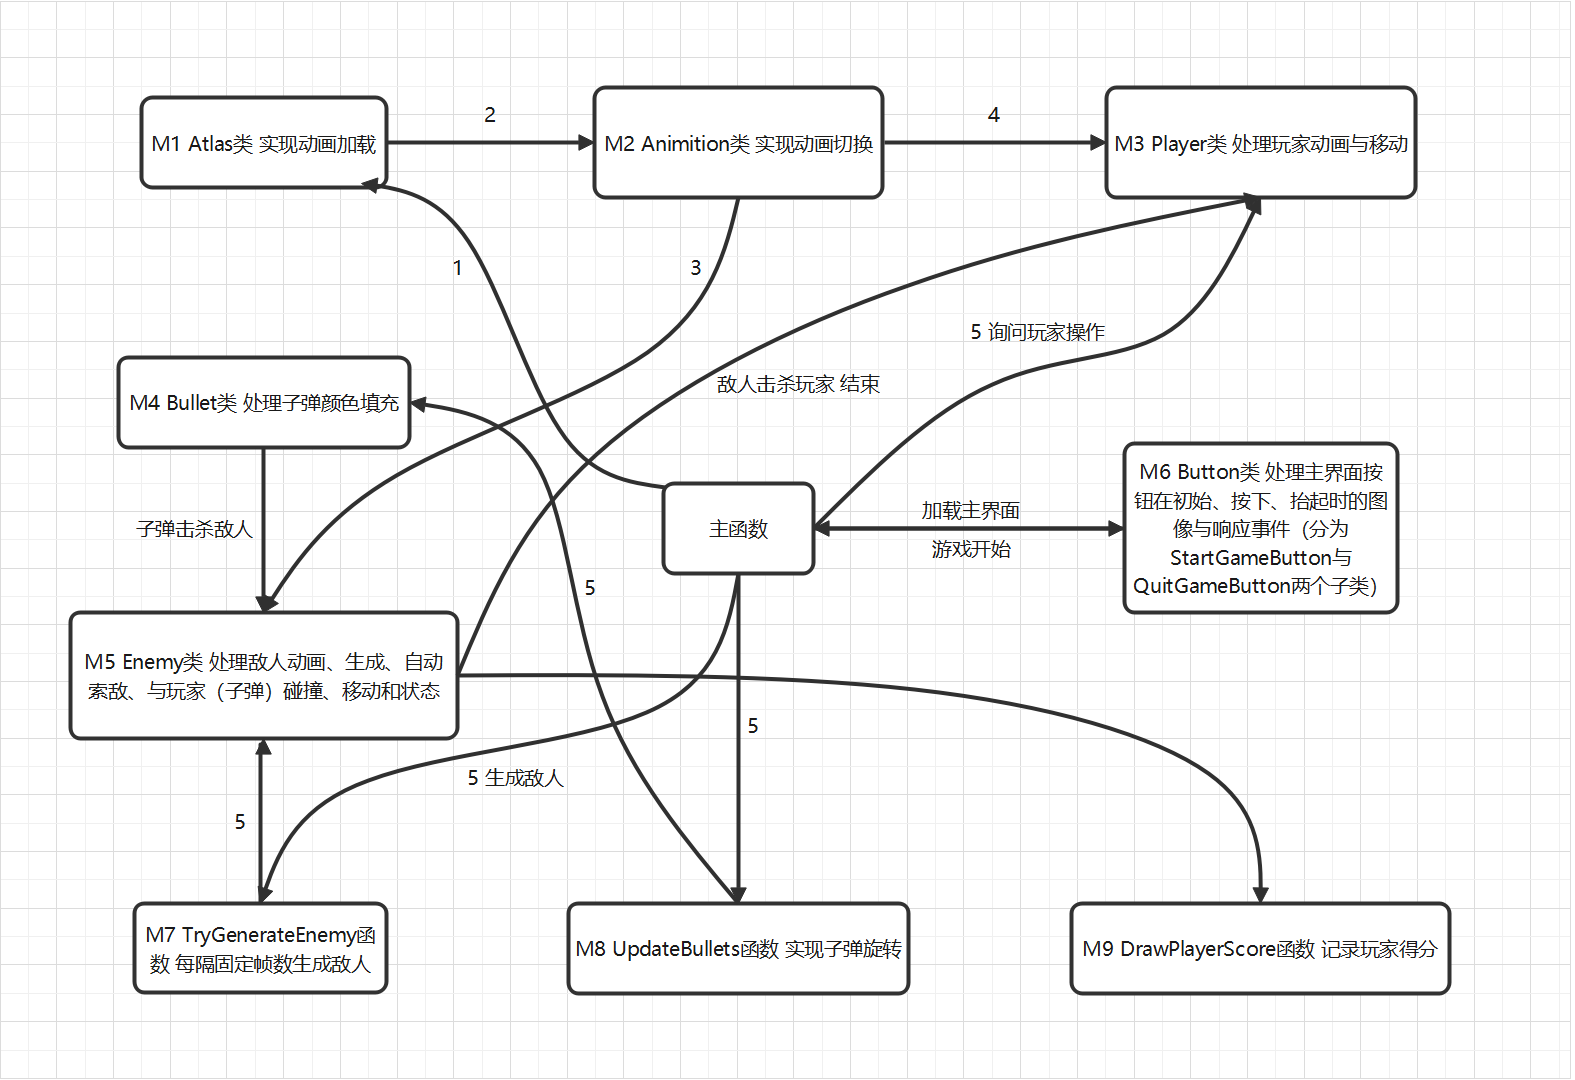 2
4
M1 Atlas类 实现动画加载
M2 Animition类 实现动画切换
M3 Player类 处理玩家动画与移动
1
3
5 询问玩家操作
敌人击杀玩家 结束
M4 Bullet类 处理子弹颜色填充
M6 Button类 处理主界面按
钮在初始、按下、抬起时的图
像与响应事件（分为
StartGameButton与
QuitGameButton两个子类）
加载主界面
游戏开始
主函数
子弹击杀敌人
5
M5 Enemy类 处理敌人动画、生成、自动
索敌、与玩家（子弹）碰撞、移动和状态
5
5 生成敌人
5
M7 TryGenerateEnemy函
数 每隔固定帧数生成敌人
M8 UpdateBullets函数 实现子弹旋转
M9 DrawPlayerScore函数 记录玩家得分